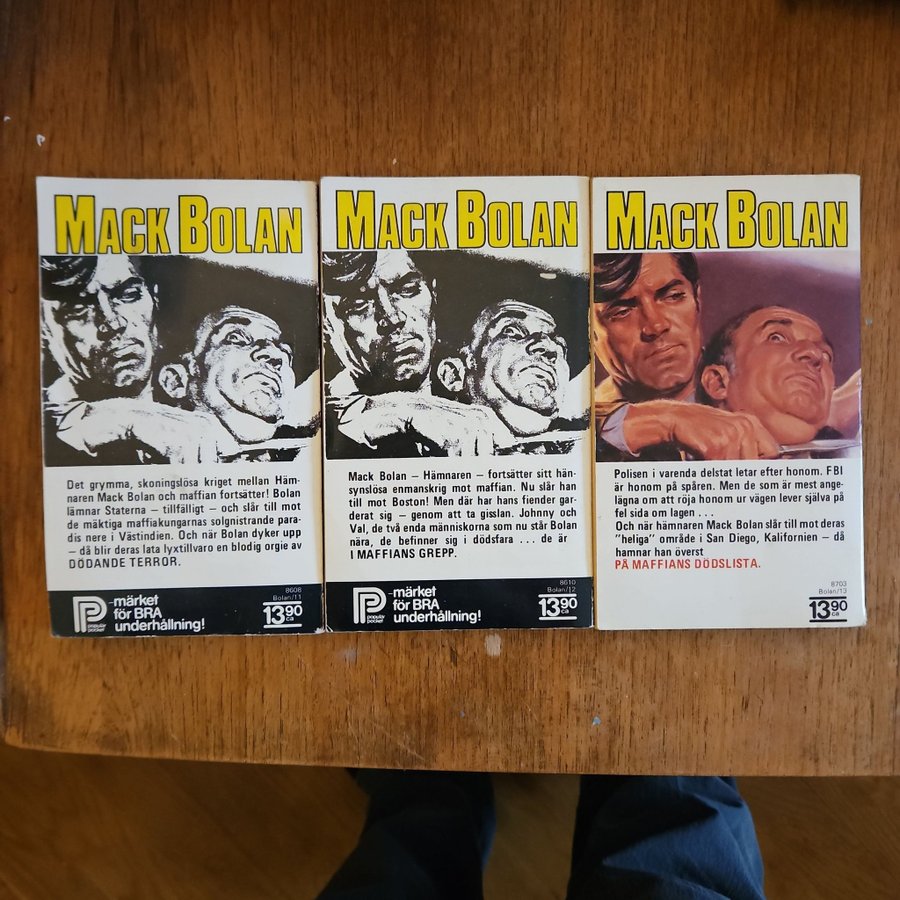 MACK BOLAN
Det grymma, skoningslösa kriget mellan Häm-
naren Mack Bolan och maffian fortsätter! Bolan
lämnar Staterna – tillfälligt – och slår till mot
de mäktiga maffiakungarnas solgnistrande para-
dis nere i Västindien. Och när Bolan dyker upp
– då blir deras lata lyxtillvaro en blodig orgie av
DÖDANDE TERROR.
P
populär
pocket
-märket
för BRA
underhållning!
8608
Bolan/11
13.90
ca
MACK BOLAN
Mack Bolan – Hämnaren – fortsätter sitt hän-
synslösa enmanskrig mot maffian. Nu slår han
till mot Boston! Men där har hans fiender gar-
derat sig – genom att ta gisslan. Johnny och
Val, de två enda människorna som nu står Bolan
nära, de befinner sig i dödsfara ... de är
I MAFFIANS GREPP.
P
populär
pocket
-märket
för BRA
underhållning!
8610
Bolan/12
13.90
ca
MACK BOLAN
Polisen i varenda delstat letar efter honom. FBI
är honom på spåren. Men de som är mest ange-
lägna om att röja honom ur vägen lever själva på
fel sida om lagen ...
Och när hämnaren Mack Bolan slår till mot deras
"heliga" område i San Diego, Kalifornien – då
hamnar han överst
PÅ MAFFIANS DÖDSLISTA.
8703
Bolan/13
13.90
ca